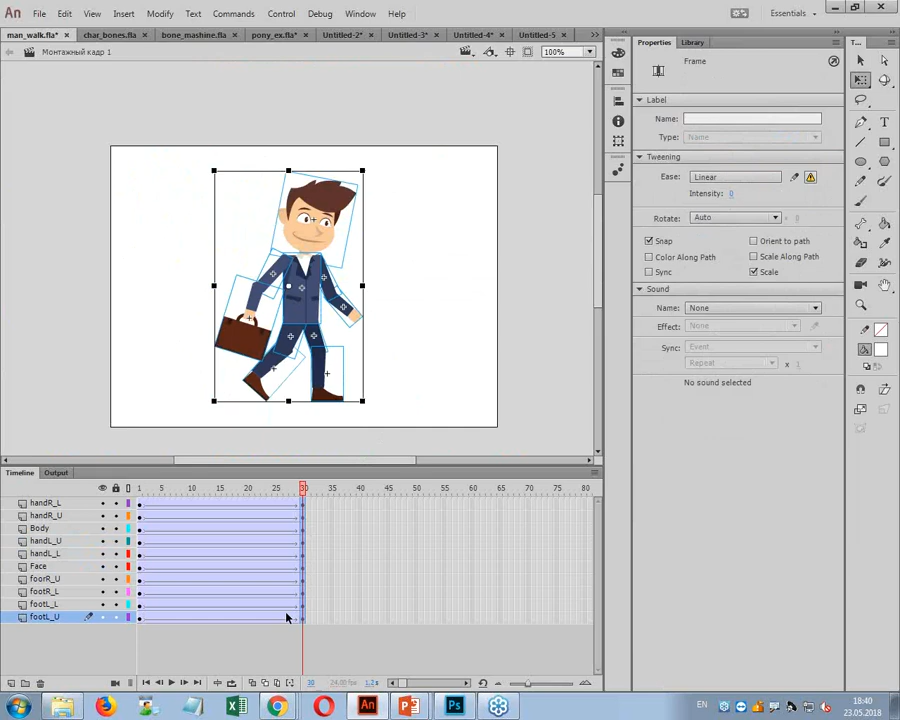 An File Edit View Insert Modify Text Commands Control Debug Window Help Essentials
man_walk.fla* × char_bones.fla × bone_mashine.fla × pony_ex.fla* × Untitled-2* × Untitled-3* × Untitled-4* × Untitled-5 × >> Properties Library T...
Монтажный кадр 1 100%
Frame
Label
Name:
Type: Name
Tweening
Ease: Linear
Intensity: 0
Rotate: Auto × 0
Snap Orient to path
Color Along Path Scale Along Path
Sync Scale
Sound
Name: None
Effect: None
Sync: Event...
Repeat x 1
No sound selected
Timeline Output
1 5 10 15 20 25 30 35 40 45 50 55 60 65 70 75 80
handR_L
handR_U
Body
handL_U
handL_L
Face
foorR_U
footR_L
footL_L
footL_U
30 24.00 fps 1.2 s
An Ps EN 18:40
23.05.2018